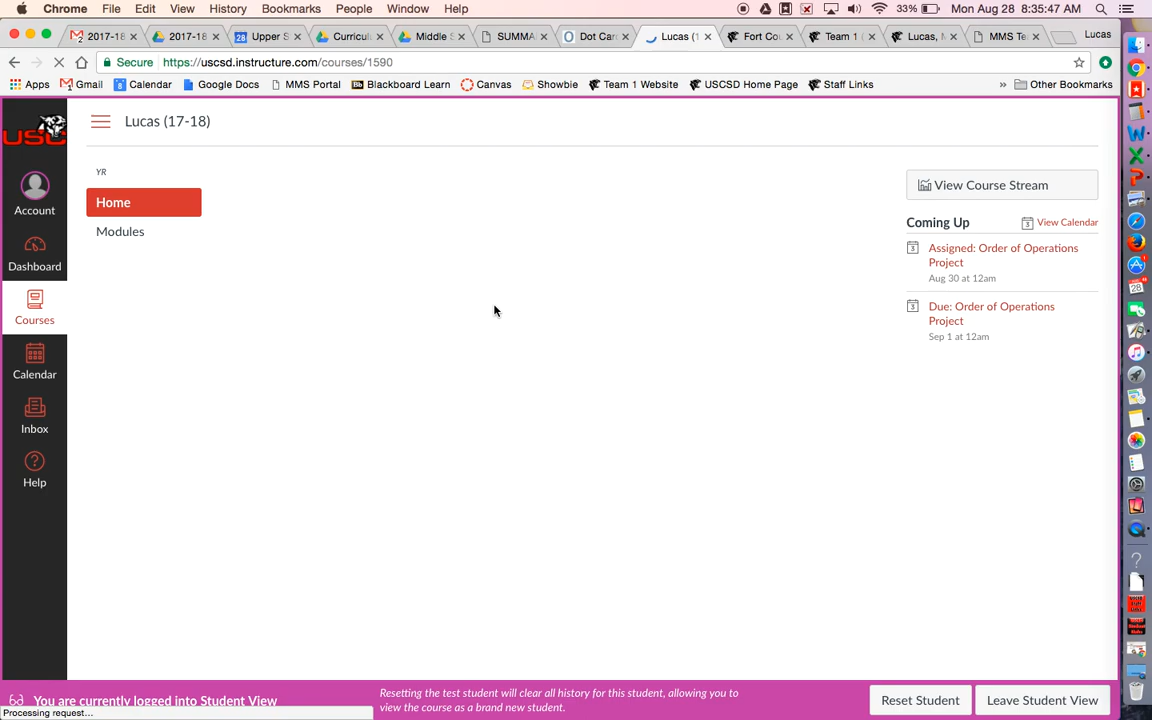 Chrome File Edit View History Bookmarks People Window Help 33% Mon Aug 28 8:35:47 AM
2017-18 2017-18 Upper S Curricul Middle S SUMMA Dot Car Lucas (1 Fort Cou Team 1 ( Lucas, M MMS Te Lucas
Secure https://uscsd.instructure.com/courses/1590
Apps Gmail Calendar Google Docs MMS Portal Blackboard Learn Canvas Showbie Team 1 Website USCSD Home Page Staff Links » Other Bookmarks
USC
Lucas (17-18)
YR
Home
Modules
Account
Dashboard
Courses
Calendar
Inbox
Help
View Course Stream
Coming Up View Calendar
Assigned: Order of Operations
Project
Aug 30 at 12am
Due: Order of Operations
Project
Sep 1 at 12am
You are currently logged into Student View
Resetting the test student will clear all history for this student, allowing you to
view the course as a brand new student.
Reset Student Leave Student View
Processing request...